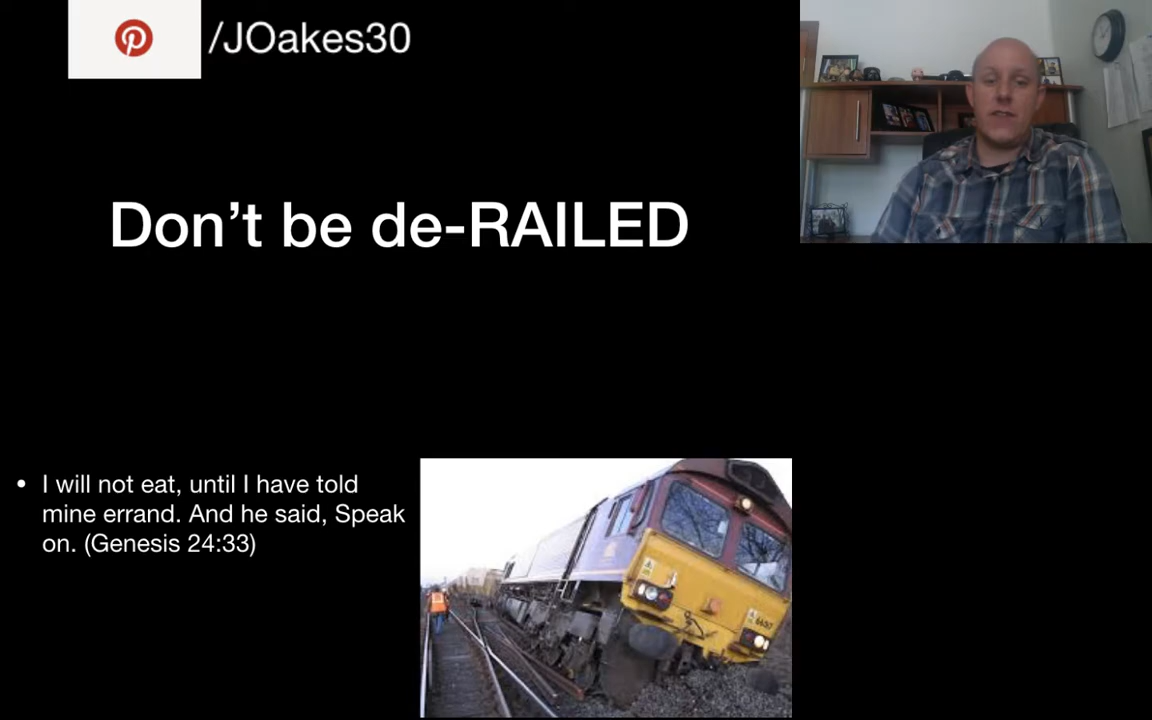 /JOakes30
Don’t be de-RAILED
• I will not eat, until I have told
mine errand. And he said, Speak
on. (Genesis 24:33)